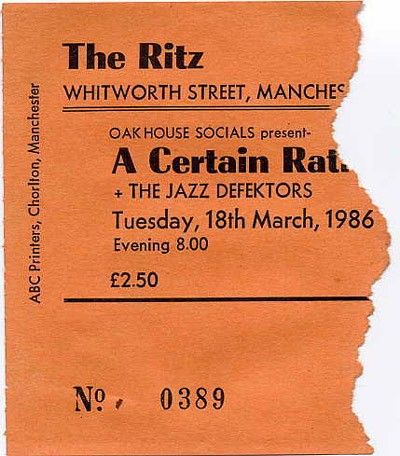 The Ritz
WHITWORTH STREET, MANCHES
OAK HOUSE SOCIALS present-
A Certain Rat
+ THE JAZZ DEFEKTORS
Tuesday, 18th March, 1986
Evening 8.00
£2.50
No. 0389
ABC Printers, Chorlton, Manchester